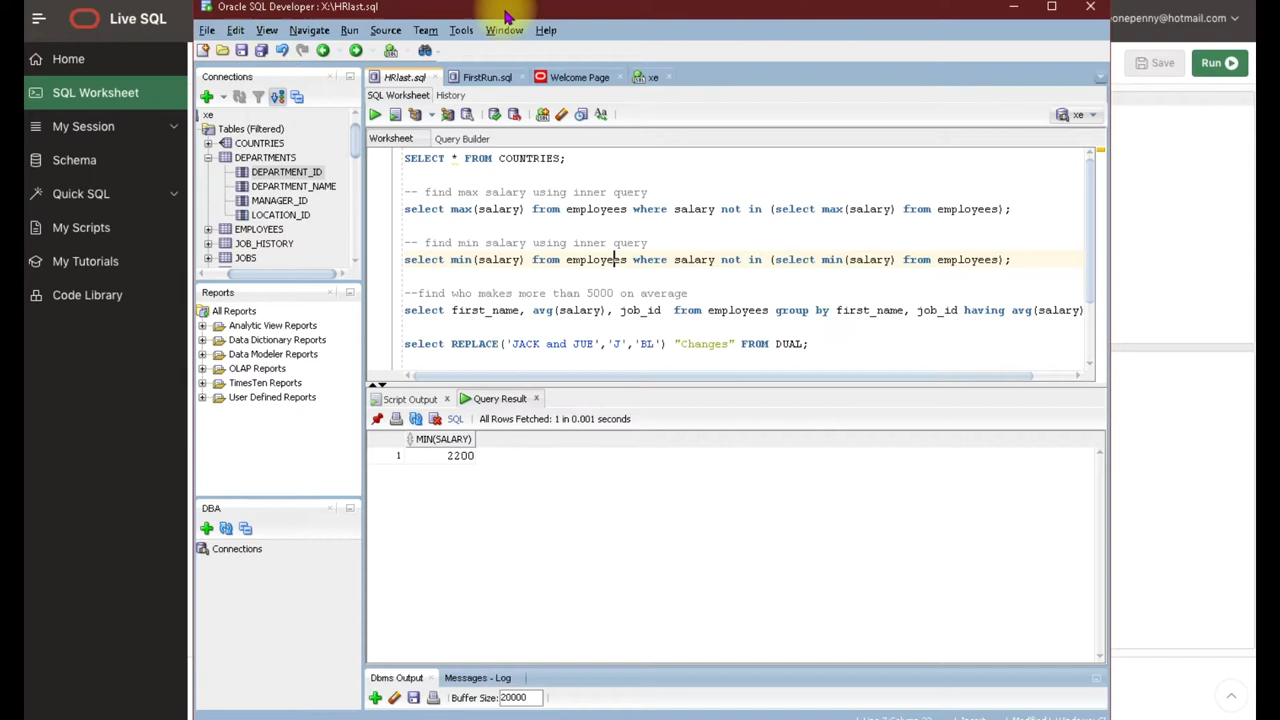 Live SQL
Home
SQL Worksheet
My Session
Schema
Quick SQL
My Scripts
My Tutorials
Code Library
Oracle SQL Developer : X:\HRlast.sql
File Edit View Navigate Run Source Team Tools Window Help
Connections
xe
Tables (Filtered)
COUNTRIES
DEPARTMENTS
DEPARTMENT_ID
DEPARTMENT_NAME
MANAGER_ID
LOCATION_ID
EMPLOYEES
JOB_HISTORY
JOBS
Reports
All Reports
Analytic View Reports
Data Dictionary Reports
Data Modeler Reports
OLAP Reports
TimesTen Reports
User Defined Reports
DBA
Connections
HRlast.sql FirstRun.sql Welcome Page xe
SQL Worksheet History
xe
Worksheet Query Builder
SELECT * FROM COUNTRIES;
-- find max salary using inner query
select max(salary) from employees where salary not in (select max(salary) from employees);
-- find min salary using inner query
select min(salary) from employees where salary not in (select min(salary) from employees);
--find who makes more than 5000 on average
select first_name, avg(salary), job_id from employees group by first_name, job_id having avg(salary)
select REPLACE('JACK and JUE','J','BL') "Changes" FROM DUAL;
Script Output Query Result
SQL All Rows Fetched: 1 in 0.001 seconds
MIN(SALARY)
1 2200
Dbms Output Messages - Log
Buffer Size: 20000
onepenny@hotmail.com
Save Run